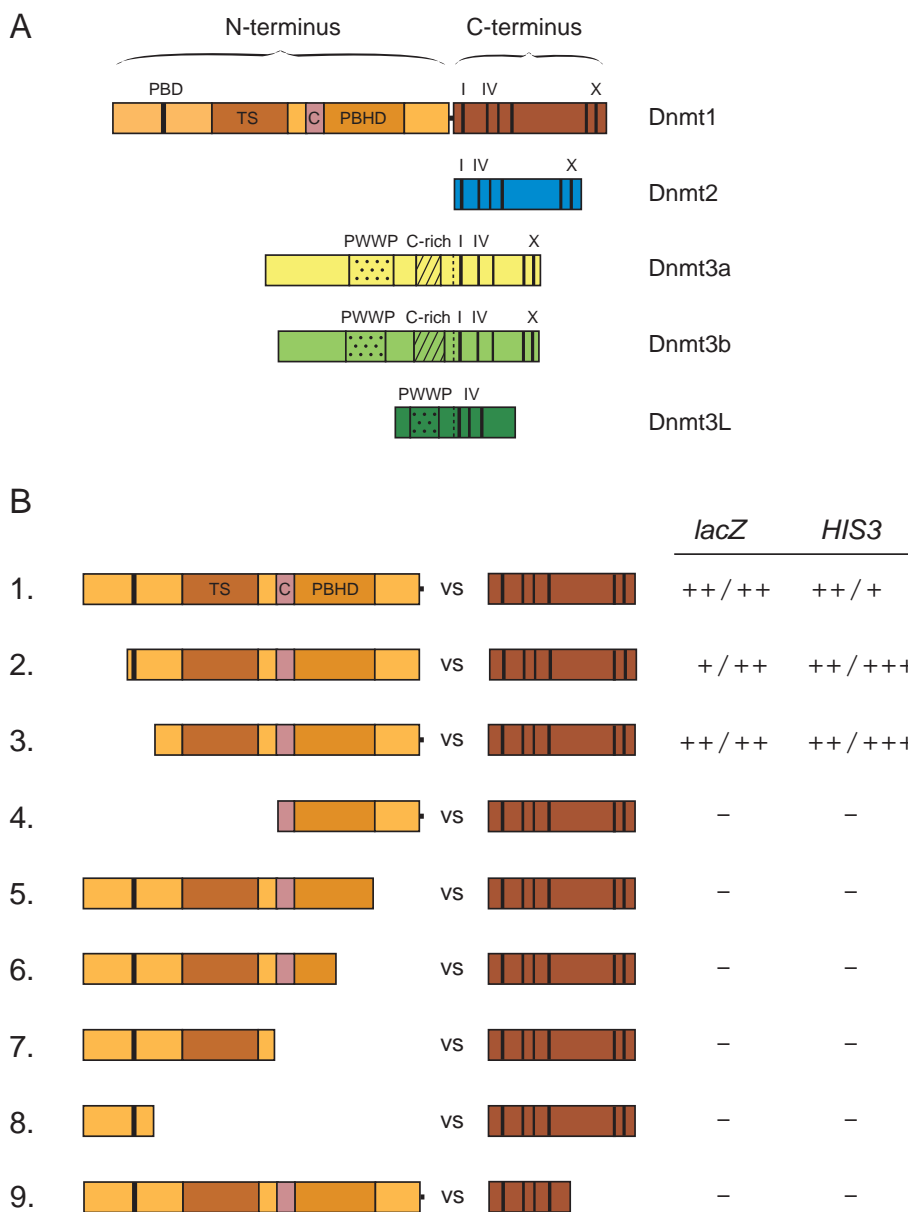 A
N-terminus C-terminus
PBD I IV X
TS C PBHD Dnmt1
I IV X
Dnmt2
PWWP C-rich I IV X
Dnmt3a
PWWP C-rich I IV X
Dnmt3b
PWWP IV
Dnmt3L
B
lacZ HIS3
1. TS C PBHD vs ++/++ ++/+
2. vs +/++ ++/+++
3. vs ++/++ ++/+++
4. vs – –
5. vs – –
6. vs – –
7. vs – –
8. vs – –
9. vs – –